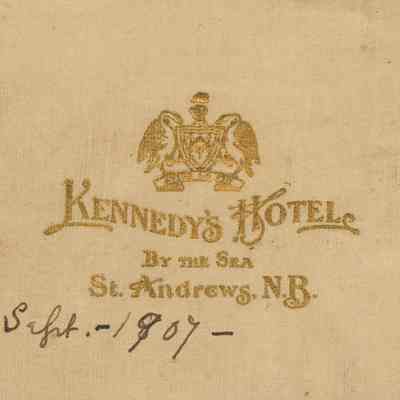 KENNEDY'S HOTEL
BY THE SEA
St. Andrews, N.B.
Sept. - 1907 -